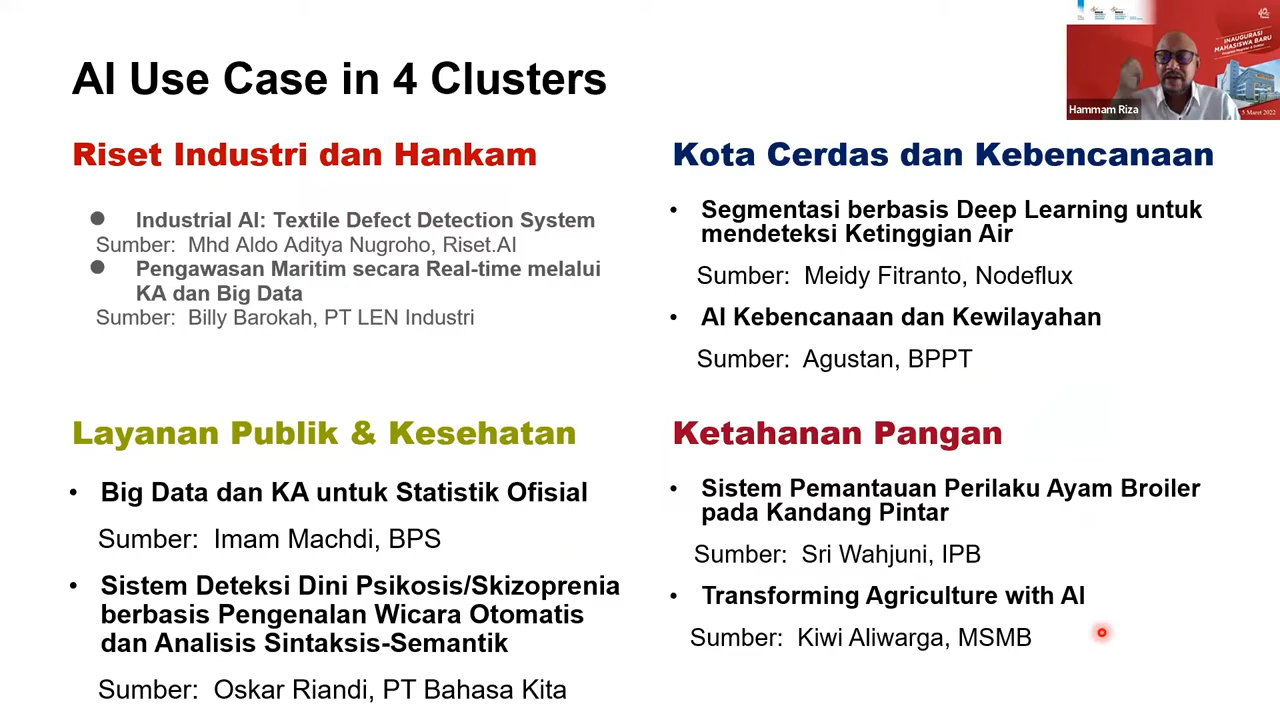 AI Use Case in 4 Clusters
INAUGURASI
MAHASISWA BARU
Hammam Riza
5 Maret 2022
Riset Industri dan Hankam
● Industrial AI: Textile Defect Detection System
Sumber: Mhd Aldo Aditya Nugroho, Riset.AI
● Pengawasan Maritim secara Real-time melalui
KA dan Big Data
Sumber: Billy Barokah, PT LEN Industri
Kota Cerdas dan Kebencanaan
• Segmentasi berbasis Deep Learning untuk
mendeteksi Ketinggian Air
Sumber: Meidy Fitranto, Nodeflux
• AI Kebencanaan dan Kewilayahan
Sumber: Agustan, BPPT
Layanan Publik & Kesehatan
• Big Data dan KA untuk Statistik Ofisial
Sumber: Imam Machdi, BPS
• Sistem Deteksi Dini Psikosis/Skizoprenia
berbasis Pengenalan Wicara Otomatis
dan Analisis Sintaksis-Semantik
Sumber: Oskar Riandi, PT Bahasa Kita
Ketahanan Pangan
• Sistem Pemantauan Perilaku Ayam Broiler
pada Kandang Pintar
Sumber: Sri Wahjuni, IPB
• Transforming Agriculture with AI
Sumber: Kiwi Aliwarga, MSMB